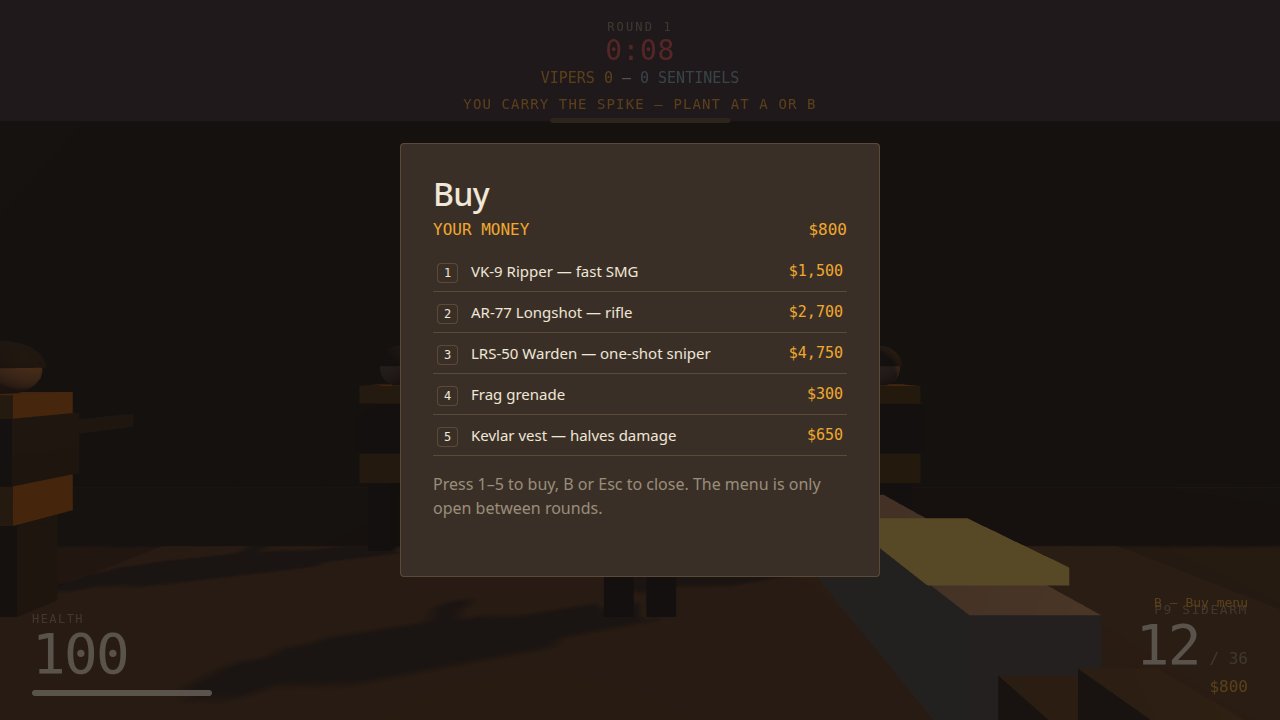 ROUND 1
0:08
VIPERS 0 — 0 SENTINELS
YOU CARRY THE SPIKE — PLANT AT A OR B
Buy
YOUR MONEY $800
1 VK-9 Ripper — fast SMG $1,500
2 AR-77 Longshot — rifle $2,700
3 LRS-50 Warden — one-shot sniper $4,750
4 Frag grenade $300
5 Kevlar vest — halves damage $650
Press 1–5 to buy, B or Esc to close. The menu is only
open between rounds.
HEALTH
100
B — Buy menu
P9 SIDEARM
12 / 36
$800